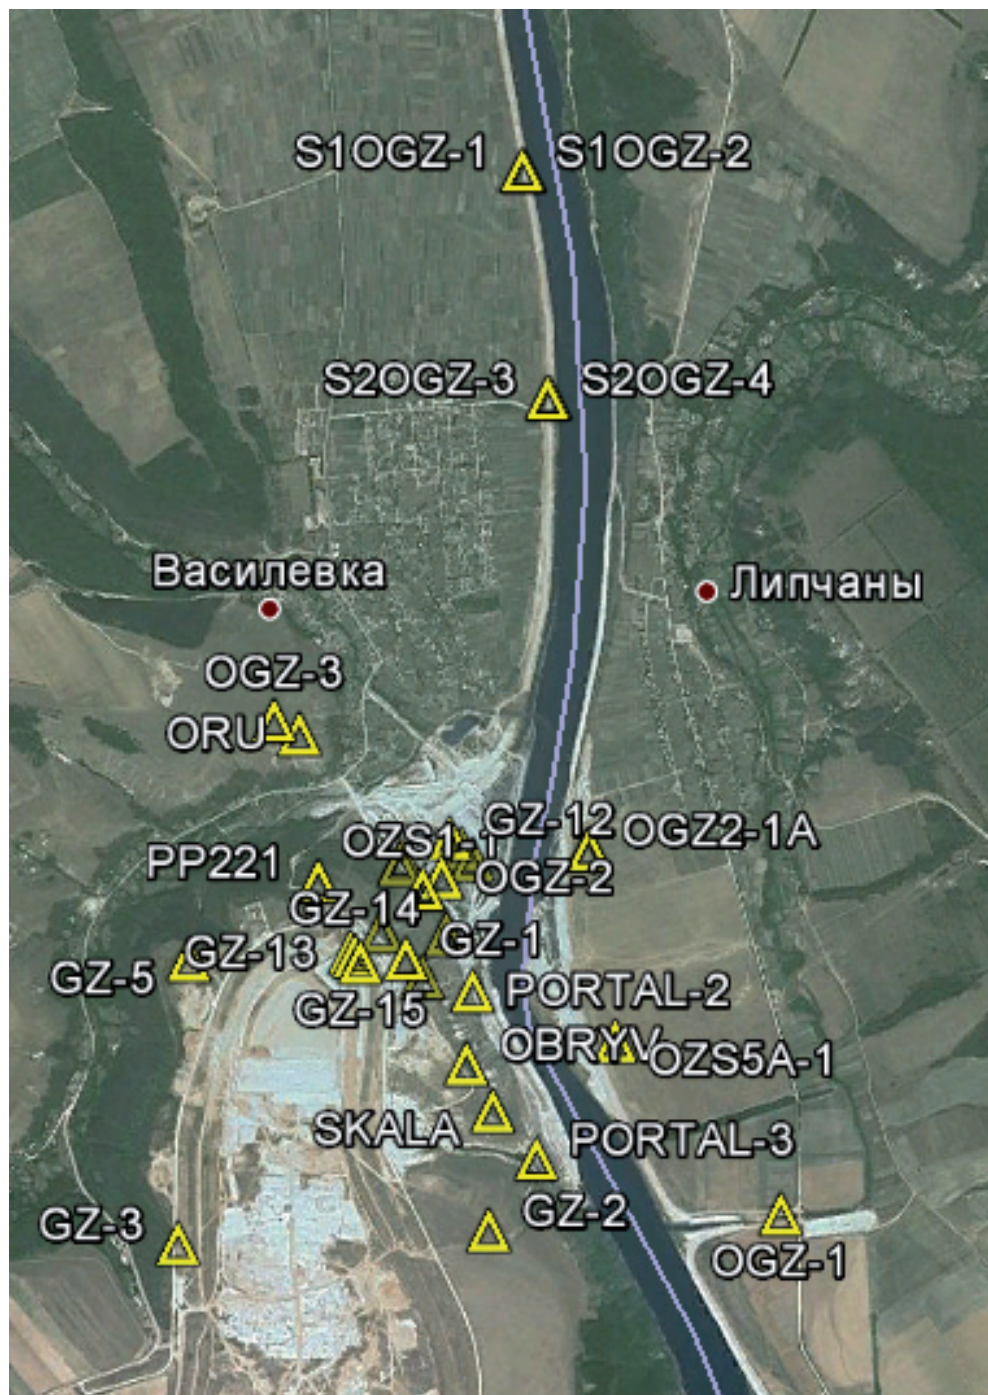 S1OGZ-1
S1OGZ-2
S2OGZ-3
S2OGZ-4
Василевка
Липчаны
OGZ-3
ORU
GZ-12
OZS1-1
OGZ2-1A
PP221
OGZ-2
GZ-14
GZ-1
GZ-13
GZ-5
PORTAL-2
GZ-15
OBRYV
OZS5A-1
SKALA
PORTAL-3
GZ-2
GZ-3
OGZ-1